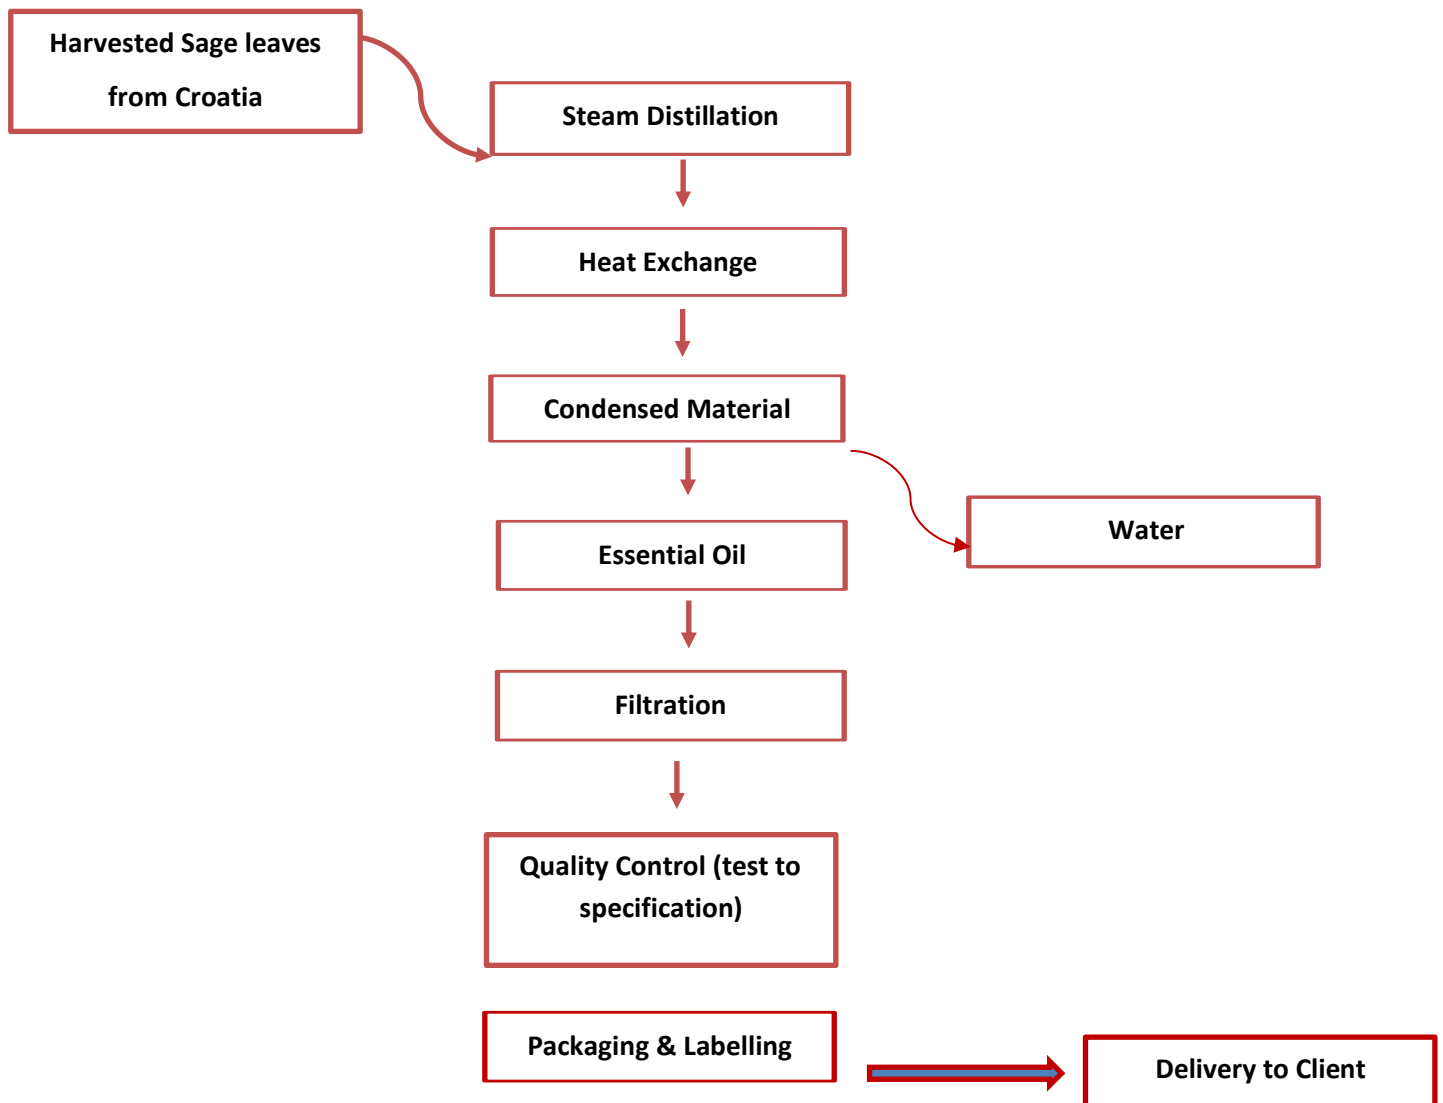 Harvested Sage leaves
from Croatia
Steam Distillation
Heat Exchange
Condensed Material
Water
Essential Oil
Filtration
Quality Control (test to
specification)
Packaging & Labelling
Delivery to Client